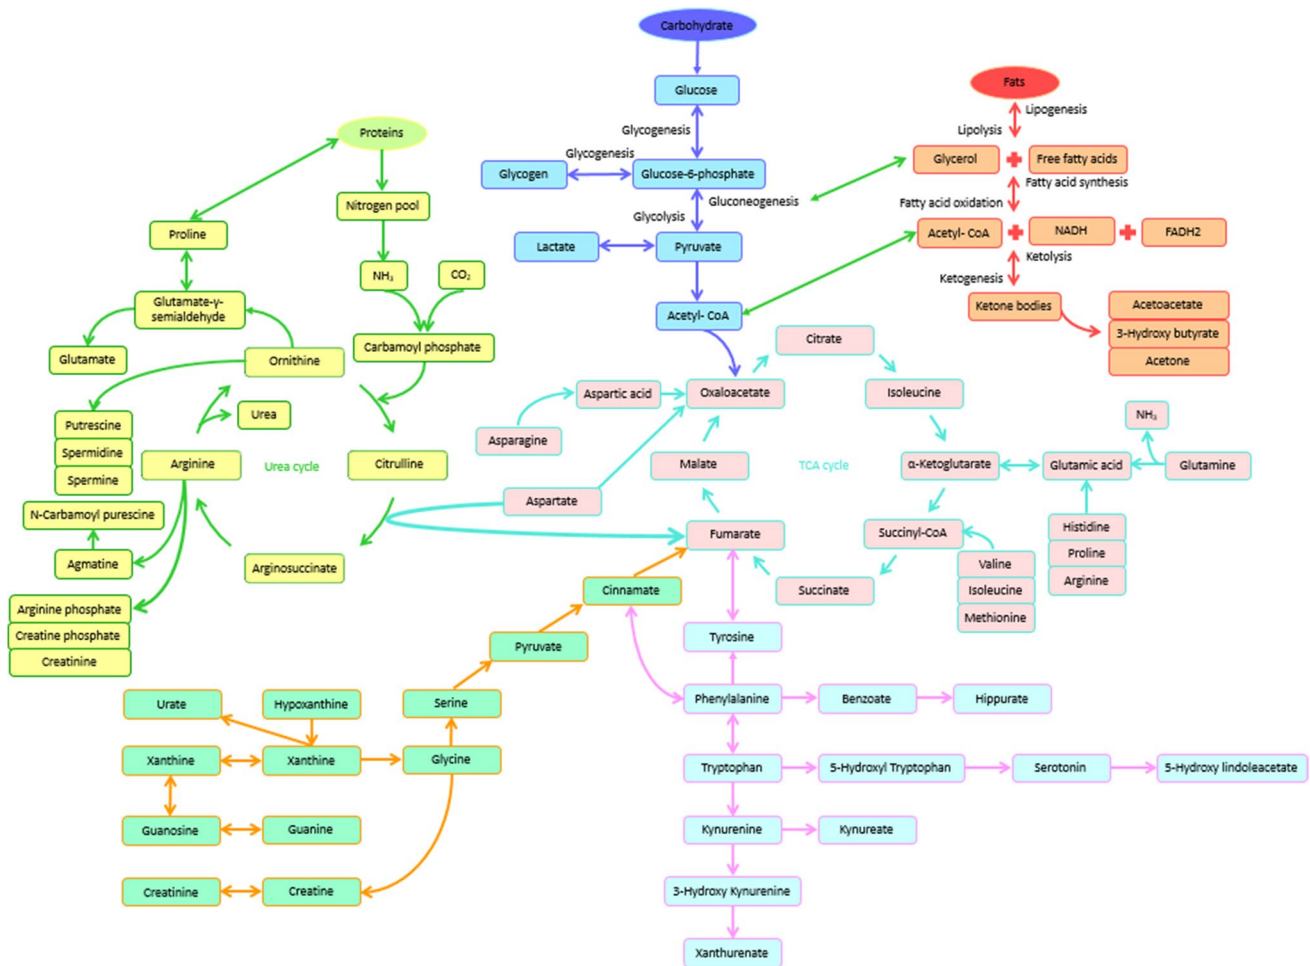 Carbohydrate
Glucose
Glycogenesis
Glycogenesis
Glycogen
Glucose-6-phosphate
Gluconeogenesis
Glycolysis
Lactate
Pyruvate
Acetyl- CoA
Fats
Lipogenesis
Lipolysis
Glycerol
Free fatty acids
Fatty acid synthesis
Fatty acid oxidation
Acetyl- CoA
NADH
FADH2
Ketolysis
Ketogenesis
Ketone bodies
Acetoacetate
3-Hydroxy butyrate
Acetone
Proteins
Nitrogen pool
Proline
NH₃
CO₂
Glutamate-γ-
semialdehyde
Glutamate
Ornithine
Carbamoyl phosphate
Putrescine
Spermidine
Spermine
Urea
Arginine
Urea cycle
Citrulline
N-Carbamoyl purescine
Agmatine
Arginosuccinate
Arginine phosphate
Creatine phosphate
Creatinine
Citrate
Aspartic acid
Oxaloacetate
Isoleucine
Asparagine
NH₃
Malate
TCA cycle
α-Ketoglutarate
Glutamic acid
Glutamine
Aspartate
Fumarate
Succinyl-CoA
Histidine
Proline
Arginine
Valine
Isoleucine
Methionine
Succinate
Cinnamate
Pyruvate
Tyrosine
Serine
Phenylalanine
Benzoate
Hippurate
Urate
Hypoxanthine
Xanthine
Xanthine
Glycine
Tryptophan
5-Hydroxyl Tryptophan
Serotonin
5-Hydroxy lindoleacetate
Guanosine
Guanine
Kynurenine
Kynureate
Creatinine
Creatine
3-Hydroxy Kynurenine
Xanthurenate